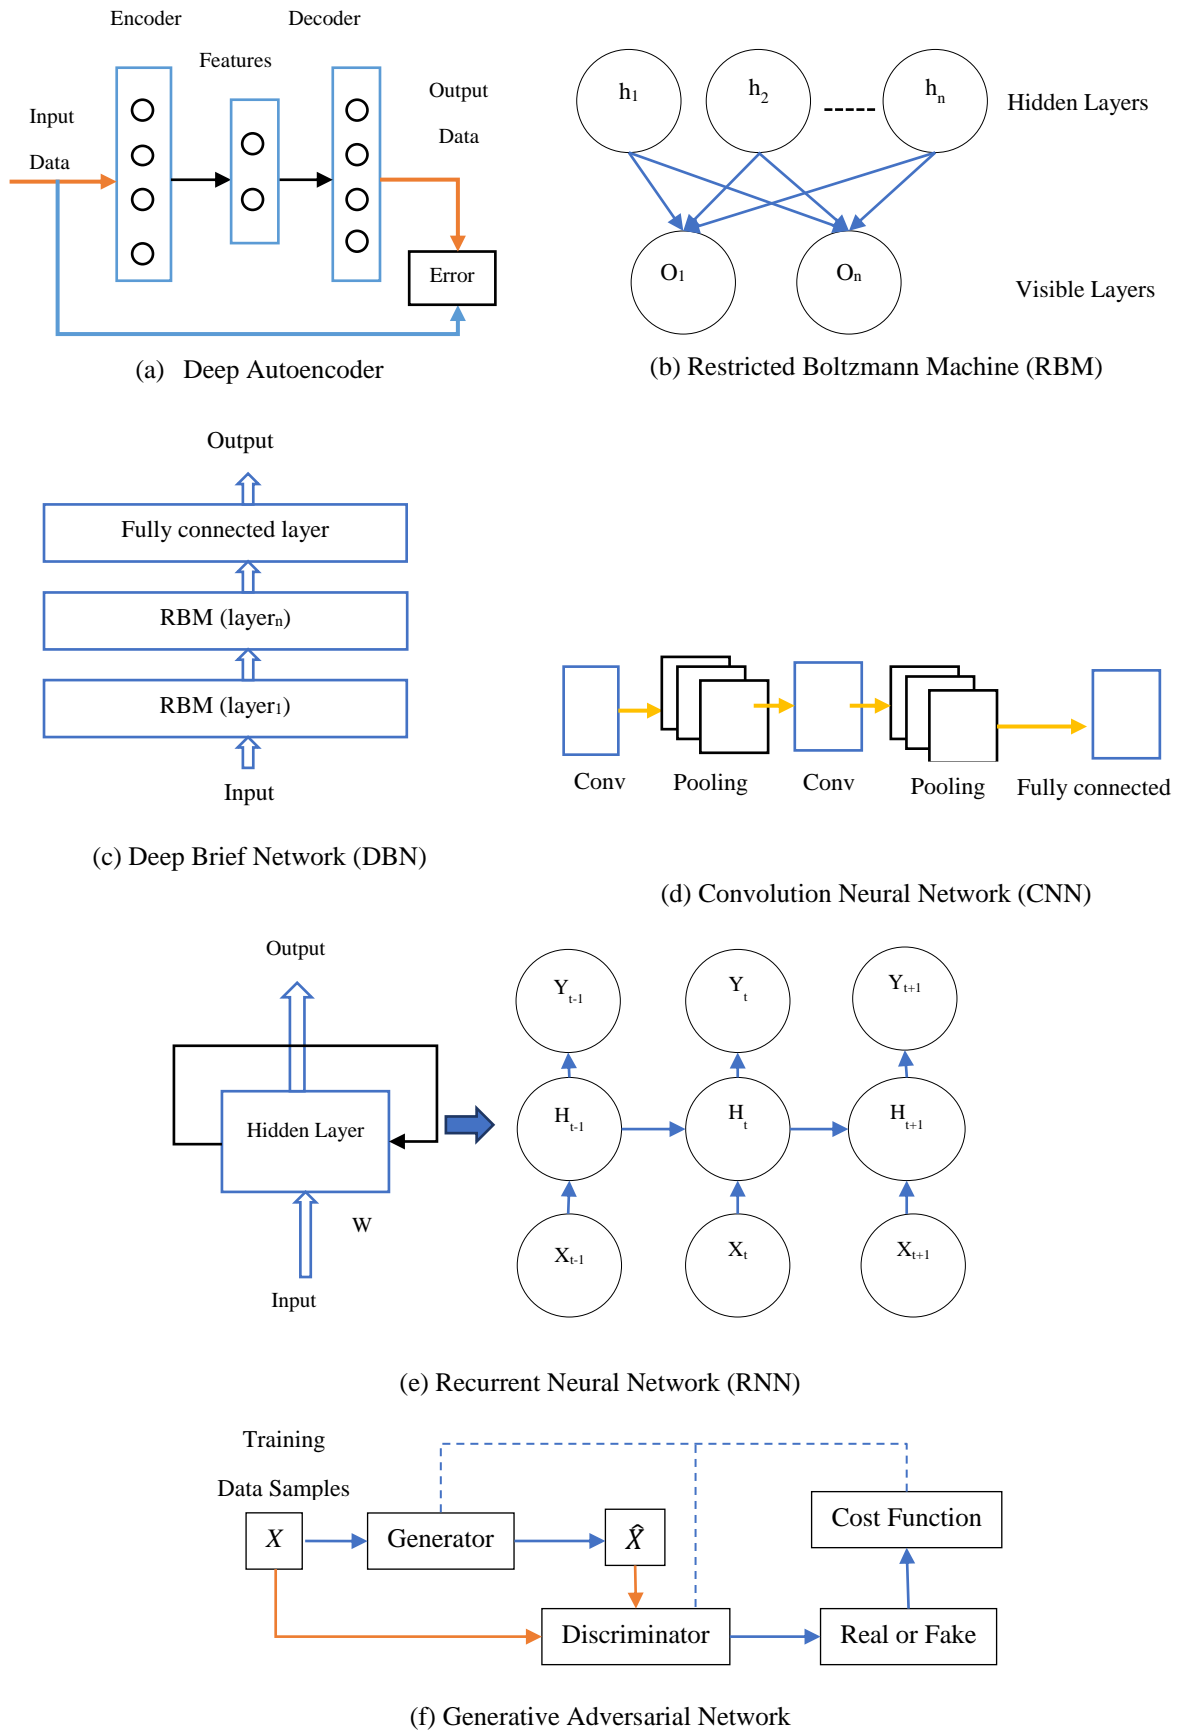 Encoder
Decoder
Features
Input
Data
Output
Data
Error
(a) Deep Autoencoder
h1
h2
hn
Hidden Layers
O1
On
Visible Layers
(b) Restricted Boltzmann Machine (RBM)
Output
Fully connected layer
RBM (layern)
RBM (layer1)
Input
(c) Deep Brief Network (DBN)
Conv
Pooling
Conv
Pooling
Fully connected
(d) Convolution Neural Network (CNN)
Output
Hidden Layer
W
Input
Yt-1
Yt
Yt+1
Ht-1
Ht
Ht+1
Xt-1
Xt
Xt+1
(e) Recurrent Neural Network (RNN)
Training
Data Samples
X
Generator
X̂
Cost Function
Discriminator
Real or Fake
(f) Generative Adversarial Network